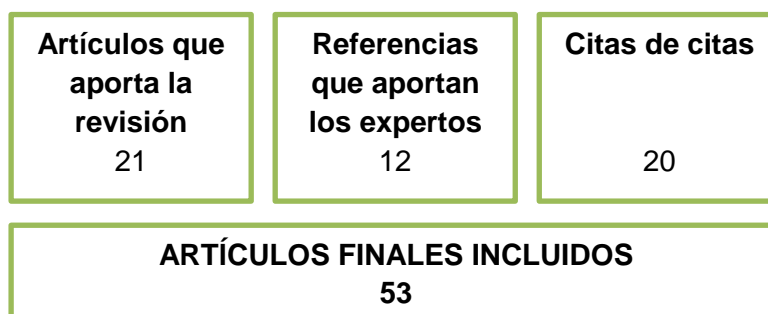 Artículos que
aporta la
revisión
21
Referencias
que aportan
los expertos
12
Citas de citas
20
ARTÍCULOS FINALES INCLUIDOS
53